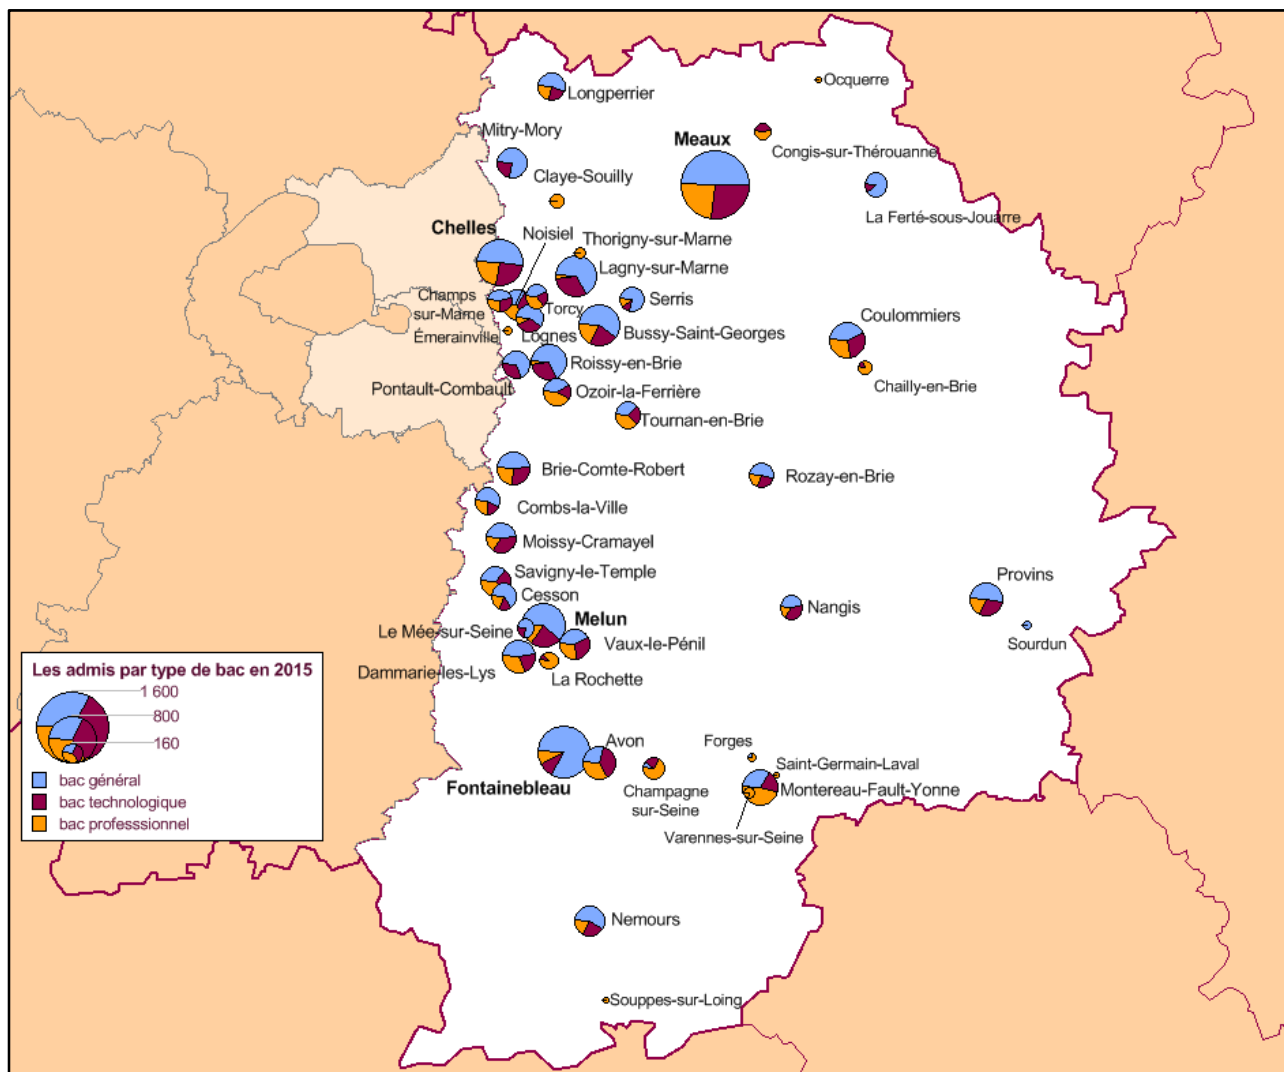 Ocquerre
Longperrier
Mitry-Mory
Meaux
Congis-sur-Thérouanne
Claye-Souilly
La Ferté-sous-Jouarre
Chelles
Noisiel
Thorigny-sur-Marne
Lagny-sur-Marne
Champs
sur-Marne
Serris
Torcy
Coulommiers
Émerainville
Lognes
Bussy-Saint-Georges
Roissy-en-Brie
Pontault-Combault
Chailly-en-Brie
Ozoir-la-Ferrière
Tournan-en-Brie
Brie-Comte-Robert
Rozay-en-Brie
Combs-la-Ville
Moissy-Cramayel
Savigny-le-Temple
Provins
Cesson
Nangis
Melun
Le Mée-sur-Seine
Vaux-le-Pénil
Sourdun
Dammarie-les-Lys
La Rochette
Les admis par type de bac en 2015
1 600
800
160
bac général
bac technologique
bac professsionnel
Avon
Forges
Saint-Germain-Laval
Fontainebleau
Champagne
sur-Seine
Montereau-Fault-Yonne
Varennes-sur-Seine
Nemours
Souppes-sur-Loing